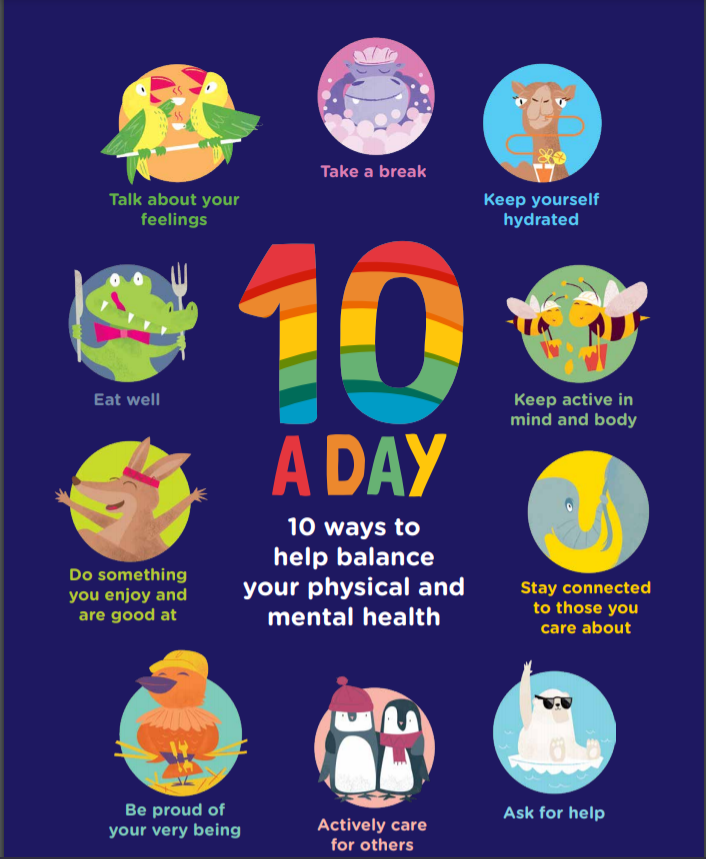 Take a break
Talk about your
feelings
Keep yourself
hydrated
Eat well
10
A DAY
10 ways to
help balance
your physical and
mental health
Keep active in
mind and body
Do something
you enjoy and
are good at
Stay connected
to those you
care about
Be proud of
your very being
Actively care
for others
Ask for help